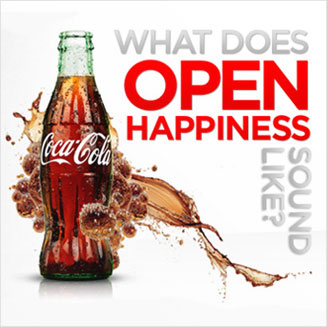 WHAT DOES
OPEN
HAPPINESS
SOUND
LIKE?
Coca-Cola